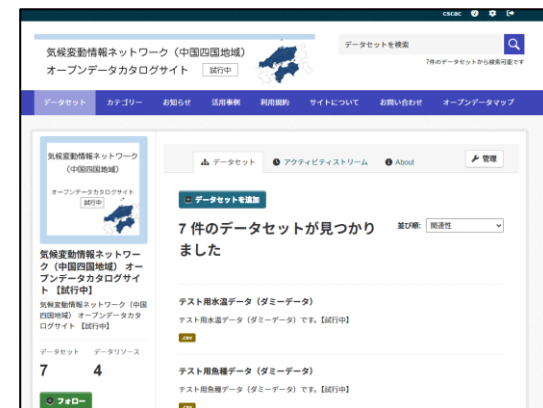 cscac
気候変動情報ネットワーク（中国四国地域）
オープンデータカタログサイト 試行中
データセットを検索
7件のデータセットから検索可能です
データセット カテゴリー お知らせ 活用事例 利用規約 サイトについて お問い合わせ オープンデータマップ
気候変動情報ネットワーク
（中国四国地域）
オープンデータカタログサイト
試行中
気候変動情報ネットワー
ク（中国四国地域） オー
プンデータカタログサイ
ト 【試行中】
気候変動情報ネットワーク（中国
四国地域） オープンデータカタ
ログサイト 【試行中】
データセット データリソース
7 4
フォロー
データセット アクティビティストリーム About
管理
データセットを追加
7 件のデータセットが見つかり
ました
並び順: 関連性
テスト用水温データ（ダミーデータ）
テスト用水温データ（ダミーデータ）です。【試行中】
.csv
テスト用魚種データ（ダミーデータ）
テスト用魚種データ（ダミーデータ）です。【試行中】
.csv